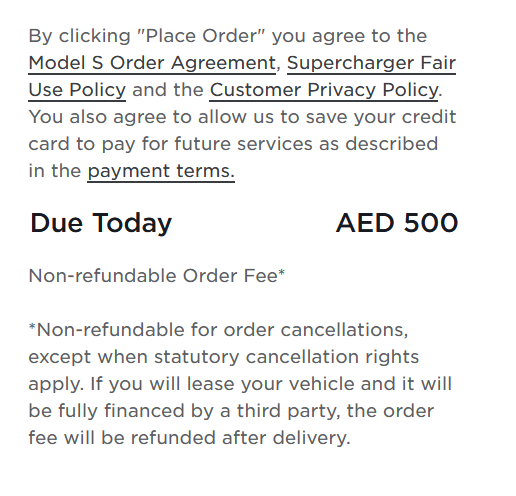 By clicking "Place Order" you agree to the
Model S Order Agreement, Supercharger Fair
Use Policy and the Customer Privacy Policy.
You also agree to allow us to save your credit
card to pay for future services as described
in the payment terms.
Due Today AED 500
Non-refundable Order Fee*
*Non-refundable for order cancellations,
except when statutory cancellation rights
apply. If you will lease your vehicle and it will
be fully financed by a third party, the order
fee will be refunded after delivery.